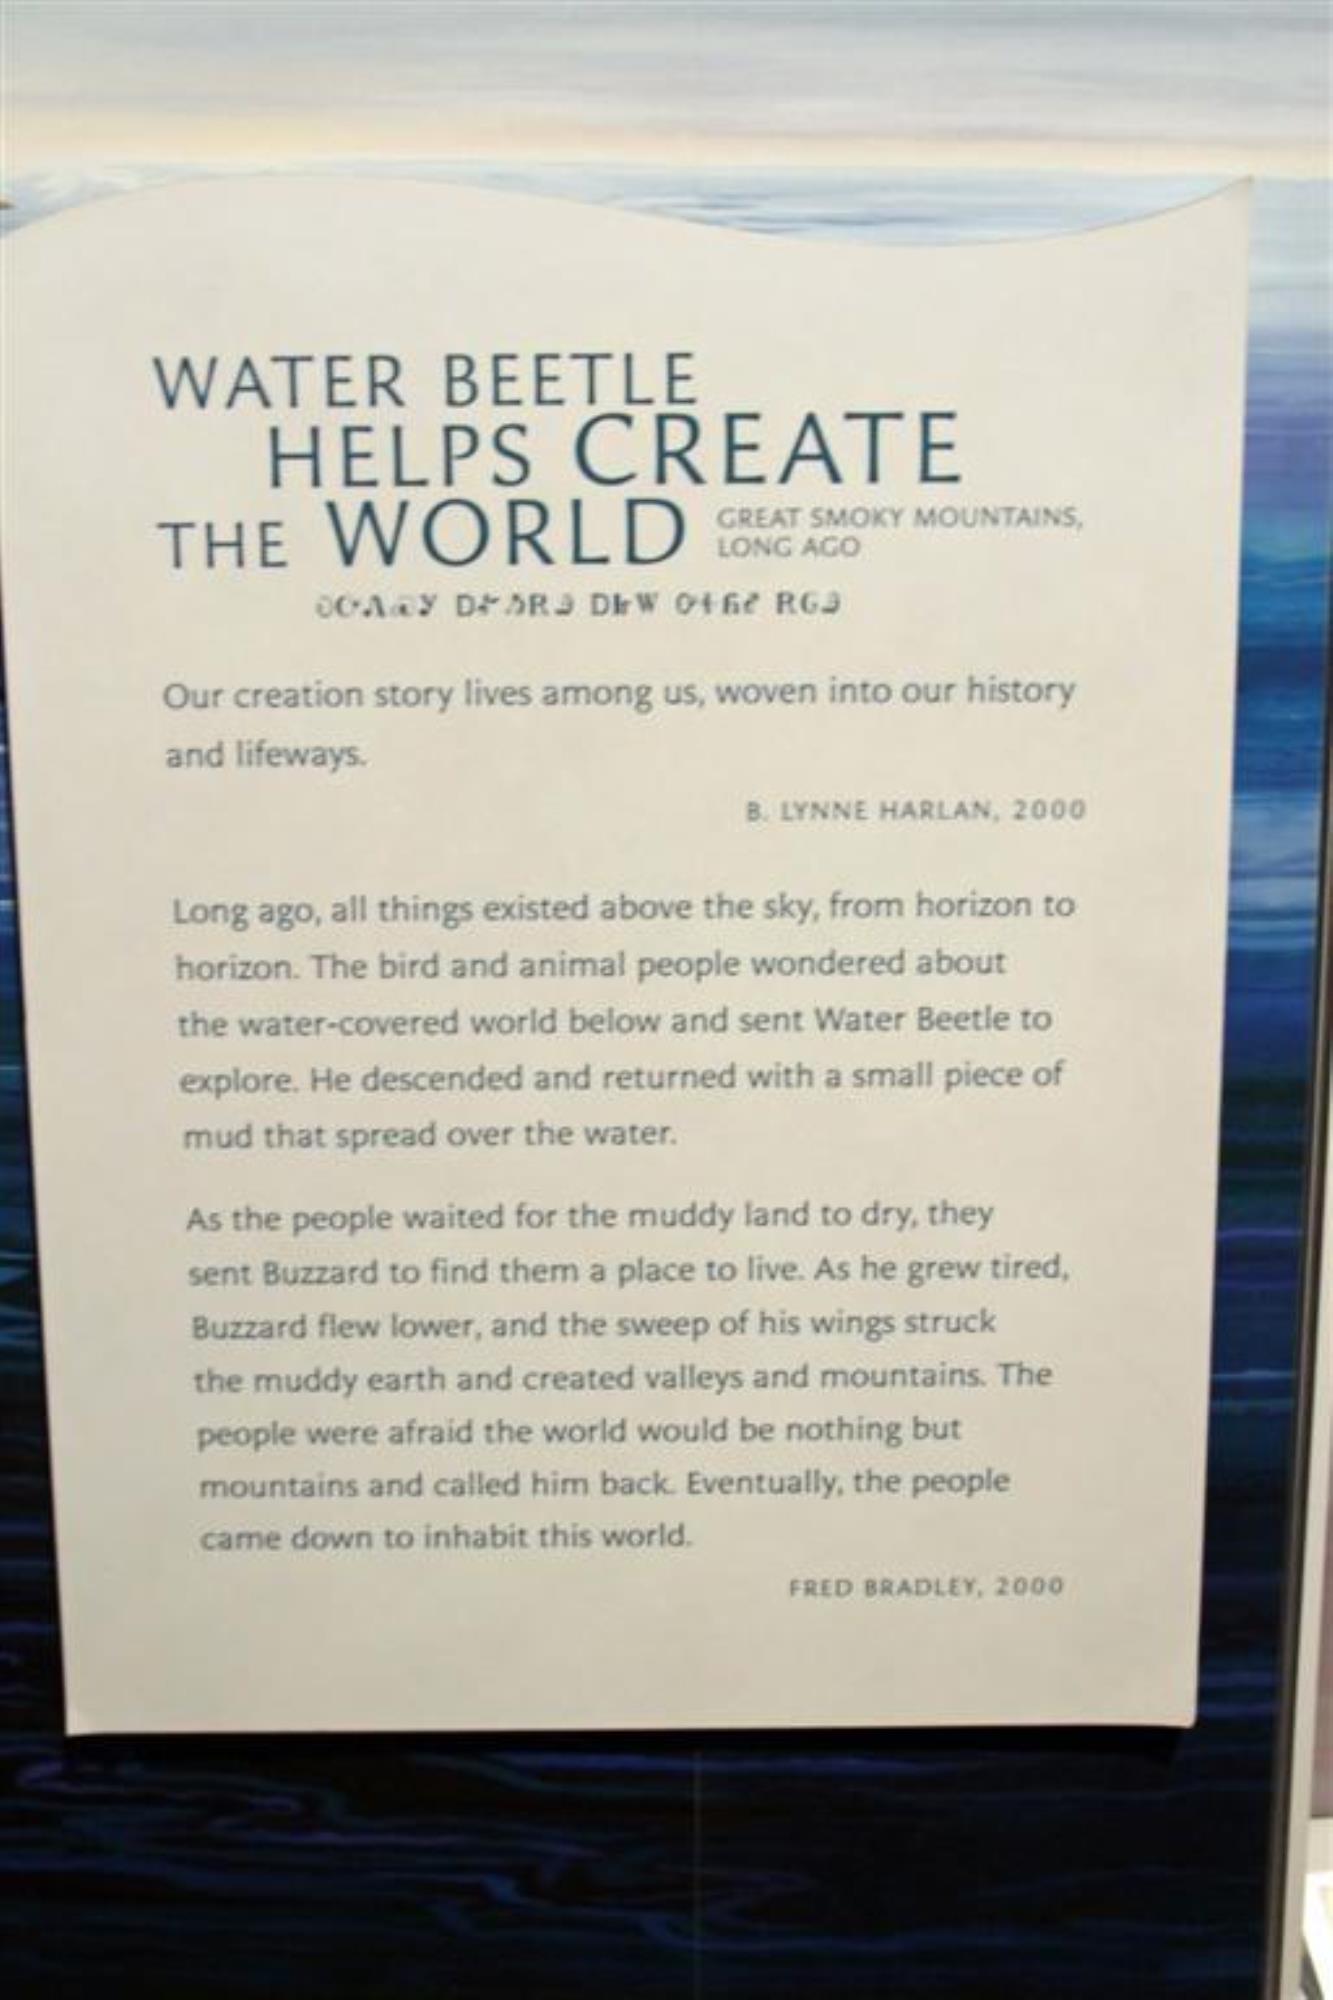 WATER BEETLE
HELPS CREATE
THE WORLD GREAT SMOKY MOUNTAINS,
LONG AGO
Our creation story lives among us, woven into our history
and lifeways.
B. LYNNE HARLAN, 2000
Long ago, all things existed above the sky, from horizon to
horizon. The bird and animal people wondered about
the water-covered world below and sent Water Beetle to
explore. He descended and returned with a small piece of
mud that spread over the water.
As the people waited for the muddy land to dry, they
sent Buzzard to find them a place to live. As he grew tired,
Buzzard flew lower, and the sweep of his wings struck
the muddy earth and created valleys and mountains. The
people were afraid the world would be nothing but
mountains and called him back. Eventually, the people
came down to inhabit this world.
FRED BRADLEY, 2000